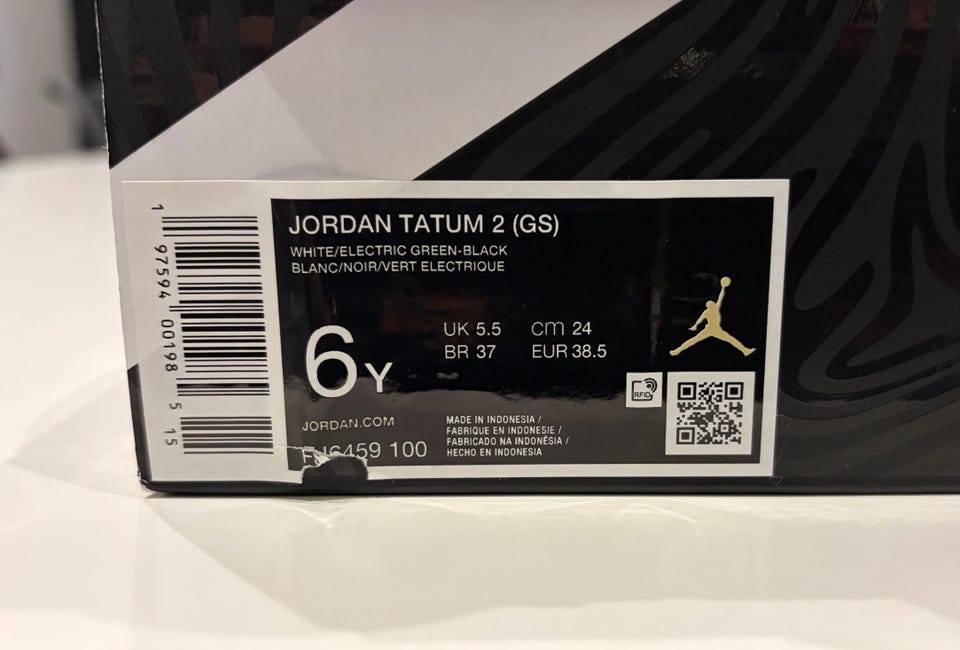 1 97594 00198 5 15
JORDAN TATUM 2 (GS)
WHITE/ELECTRIC GREEN-BLACK
BLANC/NOIR/VERT ELECTRIQUE
6Y
UK 5.5 cm 24
BR 37 EUR 38.5
RFID
JORDAN.COM
100
MADE IN INDONESIA /
FABRIQUE EN INDONESIE /
FABRICADO NA INDONÉSIA /
HECHO EN INDONESIA